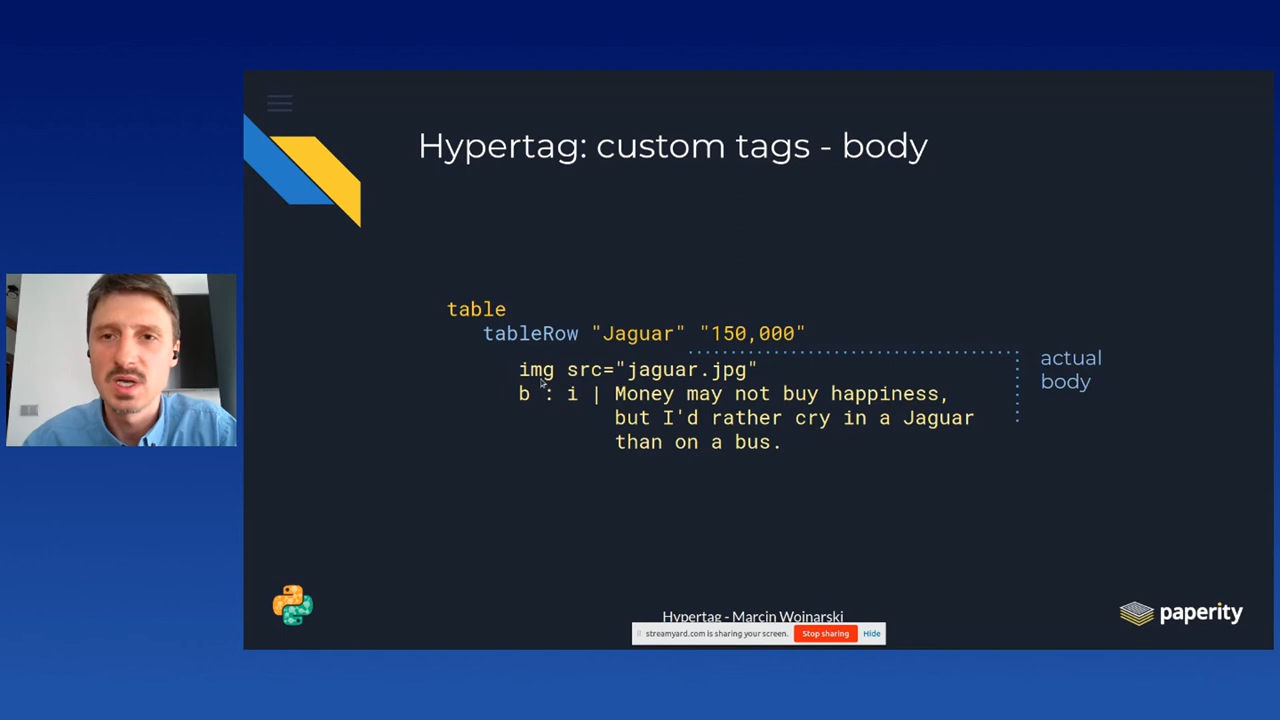 Hypertag: custom tags - body
table
tableRow "Jaguar" "150,000"
img src="jaguar.jpg"
b : i | Money may not buy happiness,
but I'd rather cry in a Jaguar
than on a bus.
actual
body
Hypertag - Marcin Wojnarski
streamyard.com is sharing your screen. Stop sharing Hide
paperity